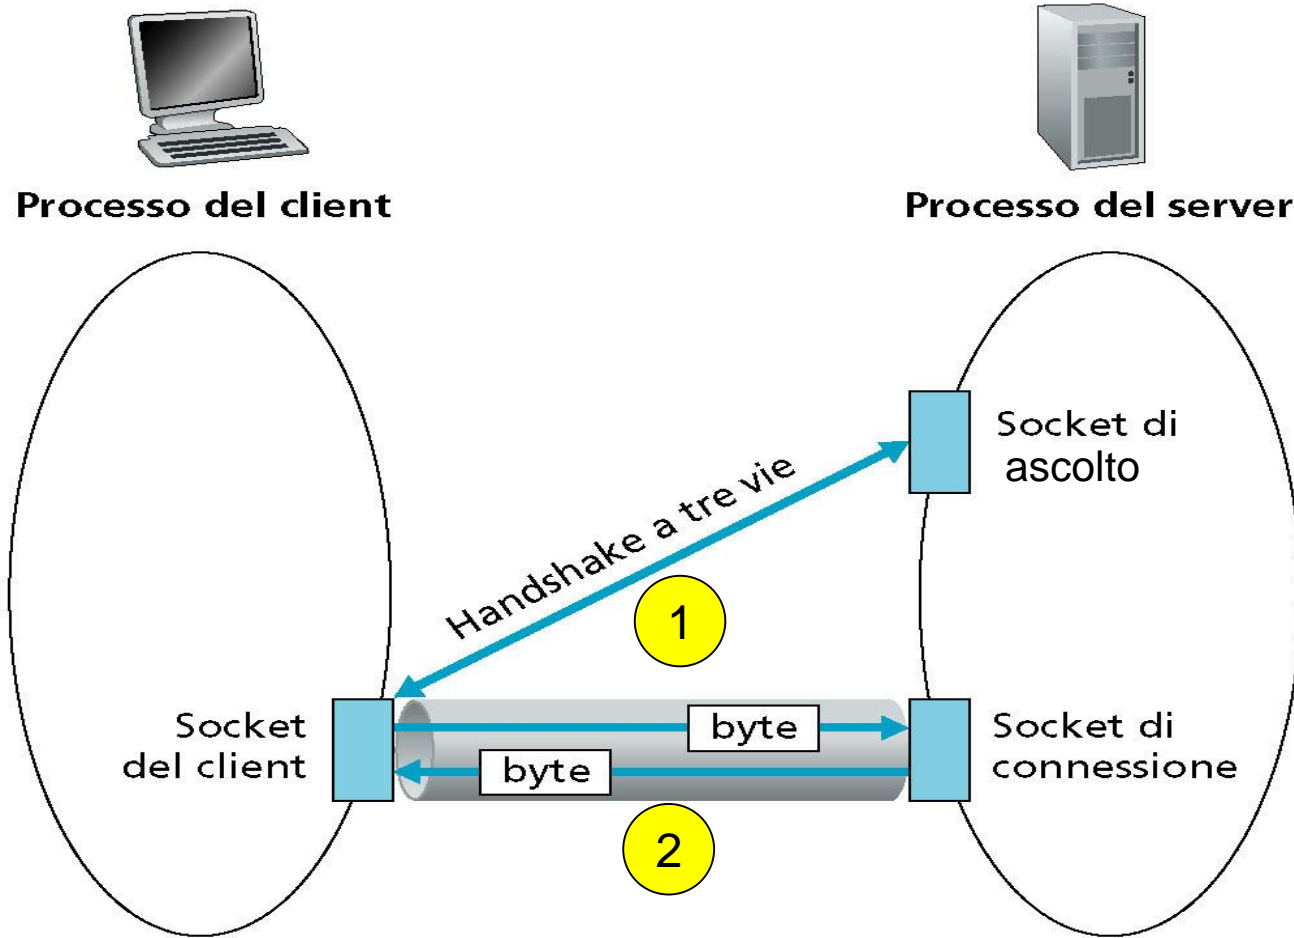 Processo del client
Processo del server
Socket di
ascolto
Handshake a tre vie
1
Socket
del client
byte
byte
Socket di
connessione
2